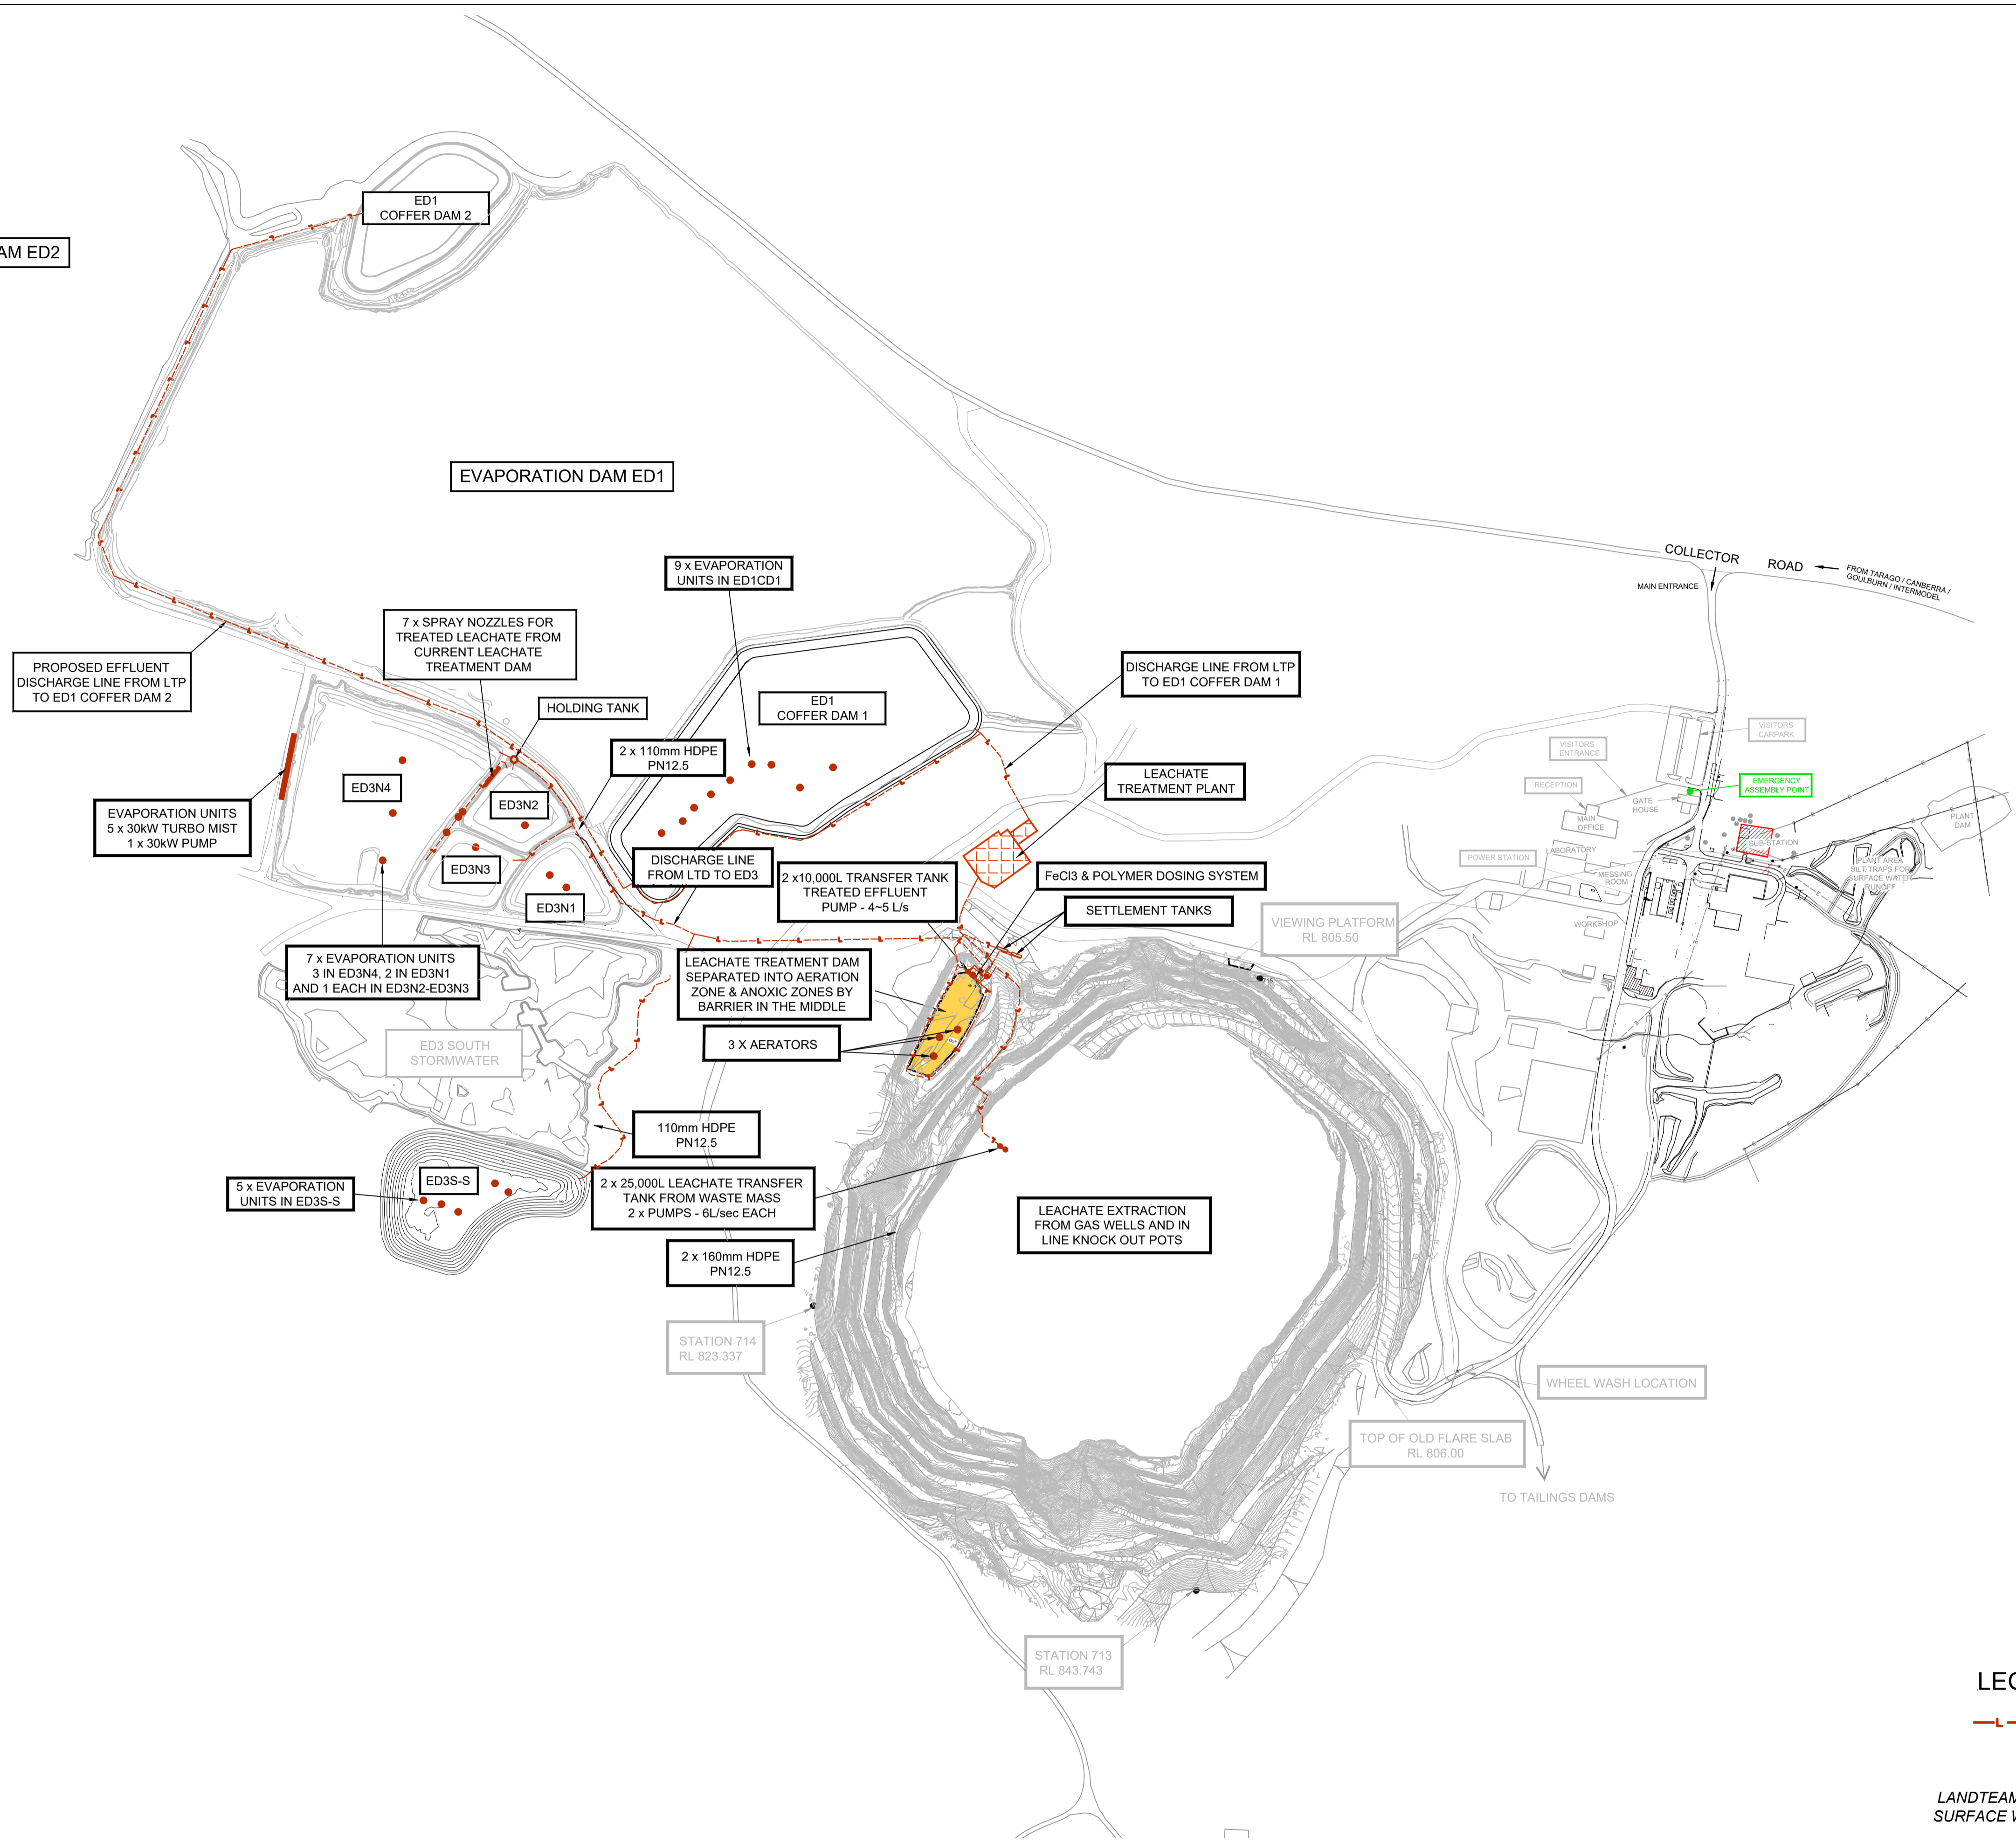 ED1
COFFER DAM 2
AM ED2
EVAPORATION DAM ED1
9 x EVAPORATION
UNITS IN ED1CD1
COLLECTOR ROAD
FROM TARAGO / CANBERRA /
GOULBURN / INTERMODEL
MAIN ENTRANCE
7 x SPRAY NOZZLES FOR
TREATED LEACHATE FROM
CURRENT LEACHATE
TREATMENT DAM
PROPOSED EFFLUENT
DISCHARGE LINE FROM LTP
TO ED1 COFFER DAM 2
DISCHARGE LINE FROM LTP
TO ED1 COFFER DAM 1
HOLDING TANK
ED1
COFFER DAM 1
2 x 110mm HDPE
PN12.5
VISITORS
CARPARK
VISITORS
ENTRANCE
RECEPTION
EMERGENCY
ASSEMBLY POINT
GATE
HOUSE
MAIN
OFFICE
PLANT
DAM
SUB-STATION
LABORATORY
POWER STATION
MESSING
ROOM
PLANT AREA
SILT TRAPS FOR
SURFACE WATER
RUNOFF
WORKSHOP
LEACHATE
TREATMENT PLANT
ED3N4
ED3N2
EVAPORATION UNITS
5 x 30kW TURBO MIST
1 x 30kW PUMP
ED3N3
ED3N1
DISCHARGE LINE
FROM LTD TO ED3
2 x10,000L TRANSFER TANK
TREATED EFFLUENT
PUMP - 4~5 L/s
FeCl3 & POLYMER DOSING SYSTEM
SETTLEMENT TANKS
VIEWING PLATFORM
RL 805.50
715
7 x EVAPORATION UNITS
3 IN ED3N4, 2 IN ED3N1
AND 1 EACH IN ED3N2-ED3N3
LEACHATE TREATMENT DAM
SEPARATED INTO AERATION
ZONE & ANOXIC ZONES BY
BARRIER IN THE MIDDLE
ED3 SOUTH
STORMWATER
3 X AERATORS
110mm HDPE
PN12.5
5 x EVAPORATION
UNITS IN ED3S-S
ED3S-S
2 x 25,000L LEACHATE TRANSFER
TANK FROM WASTE MASS
2 x PUMPS - 6L/sec EACH
LEACHATE EXTRACTION
FROM GAS WELLS AND IN
LINE KNOCK OUT POTS
2 x 160mm HDPE
PN12.5
STATION 714
RL 823.337
WHEEL WASH LOCATION
TOP OF OLD FLARE SLAB
RL 806.00
TO TAILINGS DAMS
STATION 713
RL 843.743
LEG
L
LANDTEAM
SURFACE W